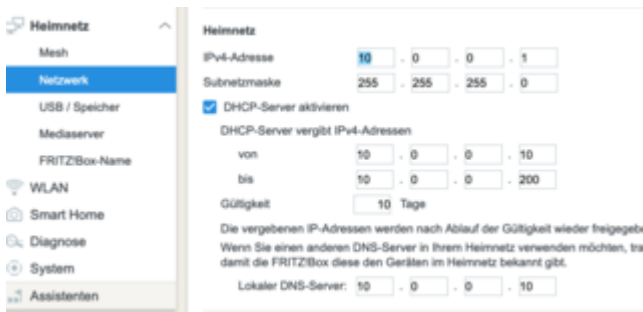 Heimnetz
Mesh
Netzwerk
USB / Speicher
Mediaserver
FRITZ!Box-Name
WLAN
Smart Home
Diagnose
System
Assistenten
Heimnetz
IPv4-Adresse 10 . 0 . 0 . 1
Subnetzmaske 255 . 255 . 255 . 0
DHCP-Server aktivieren
DHCP-Server vergibt IPv4-Adressen
von 10 . 0 . 0 . 10
bis 10 . 0 . 0 . 200
Gültigkeit 10 Tage
Die vergebenen IP-Adressen werden nach Ablauf der Gültigkeit wieder freigegebe
Wenn Sie einen anderen DNS-Server in Ihrem Heimnetz verwenden möchten, tra
damit die FRITZ!Box diese den Geräten im Heimnetz bekannt gibt.
Lokaler DNS-Server: 10 . 0 . 0 . 10